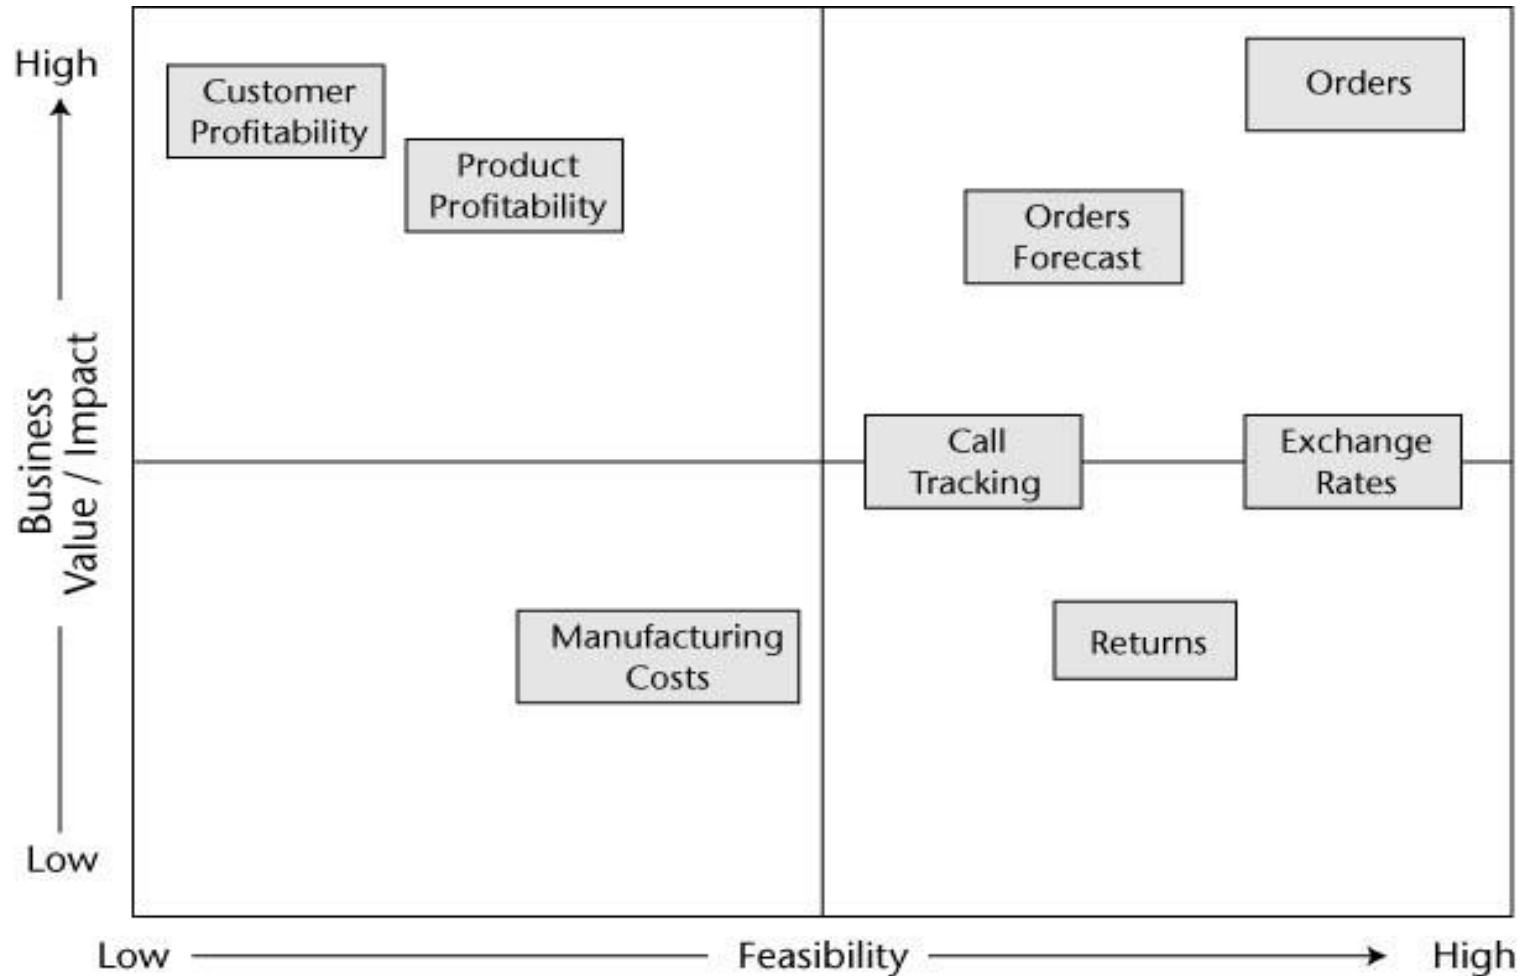 High
Customer
Profitability
Product
Profitability
Orders
Orders
Forecast
Business
Value / Impact
Call
Tracking
Exchange
Rates
Manufacturing
Costs
Returns
Low
Low
Feasibility
High